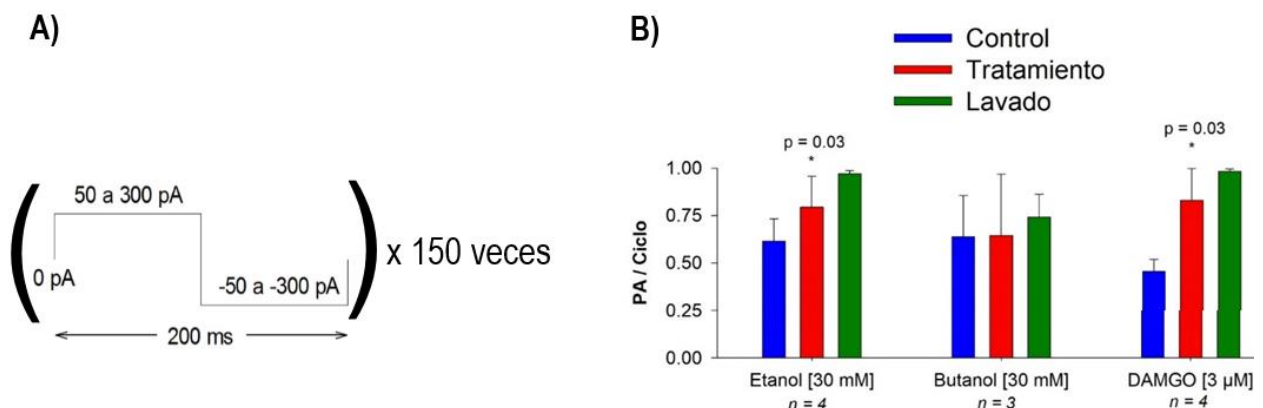 A)
50 a 300 pA
0 pA
-50 a -300 pA
200 ms
x 150 veces
B)
Control
Tratamiento
Lavado
p = 0.03
*
p = 0.03
*
PA / Ciclo
1.00
0.75
0.50
0.25
0.00
Etanol [30 mM]
n = 4
Butanol [30 mM]
n = 3
DAMGO [3 µM]
n = 4